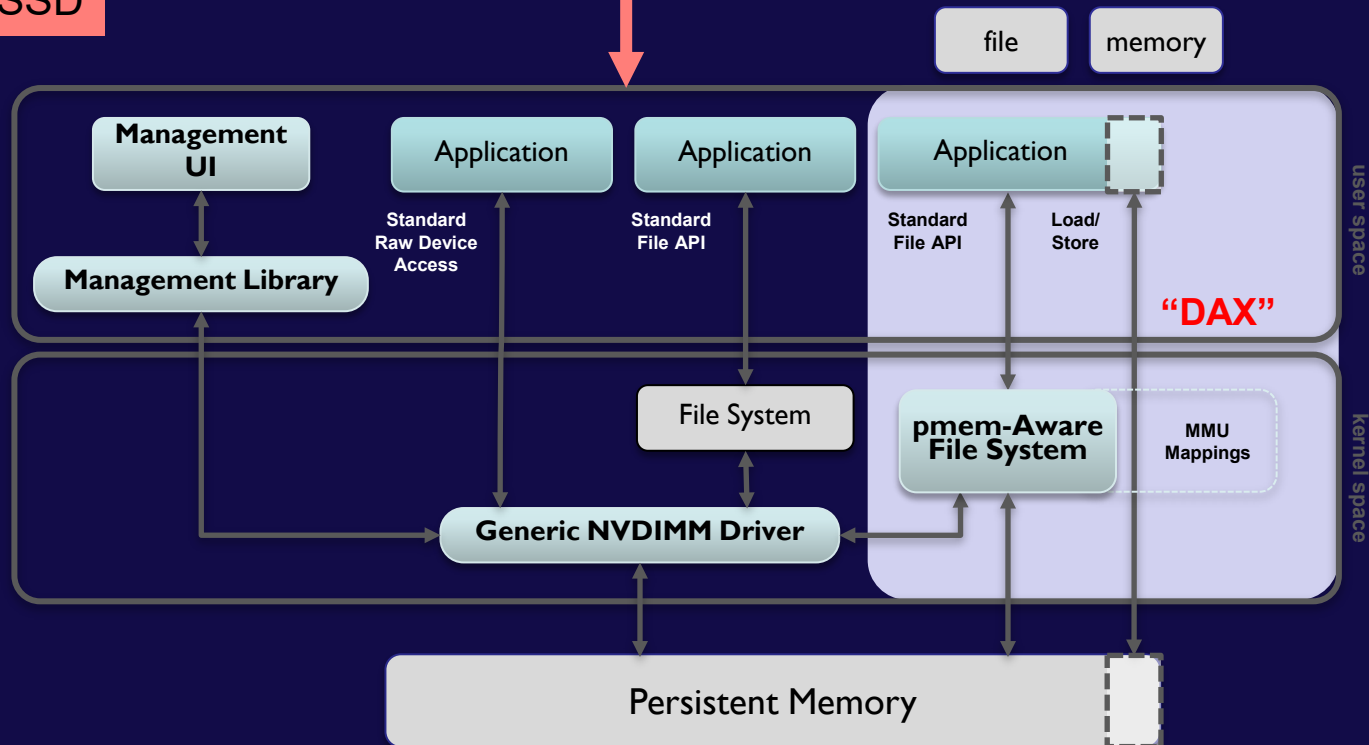 SSD
file
memory
Management
UI
Application
Application
Application
Standard
Raw Device
Access
Standard
File API
Standard
File API
Load/
Store
user space
Management Library
“DAX”
File System
pmem-Aware
File System
MMU
Mappings
kernel space
Generic NVDIMM Driver
Persistent Memory